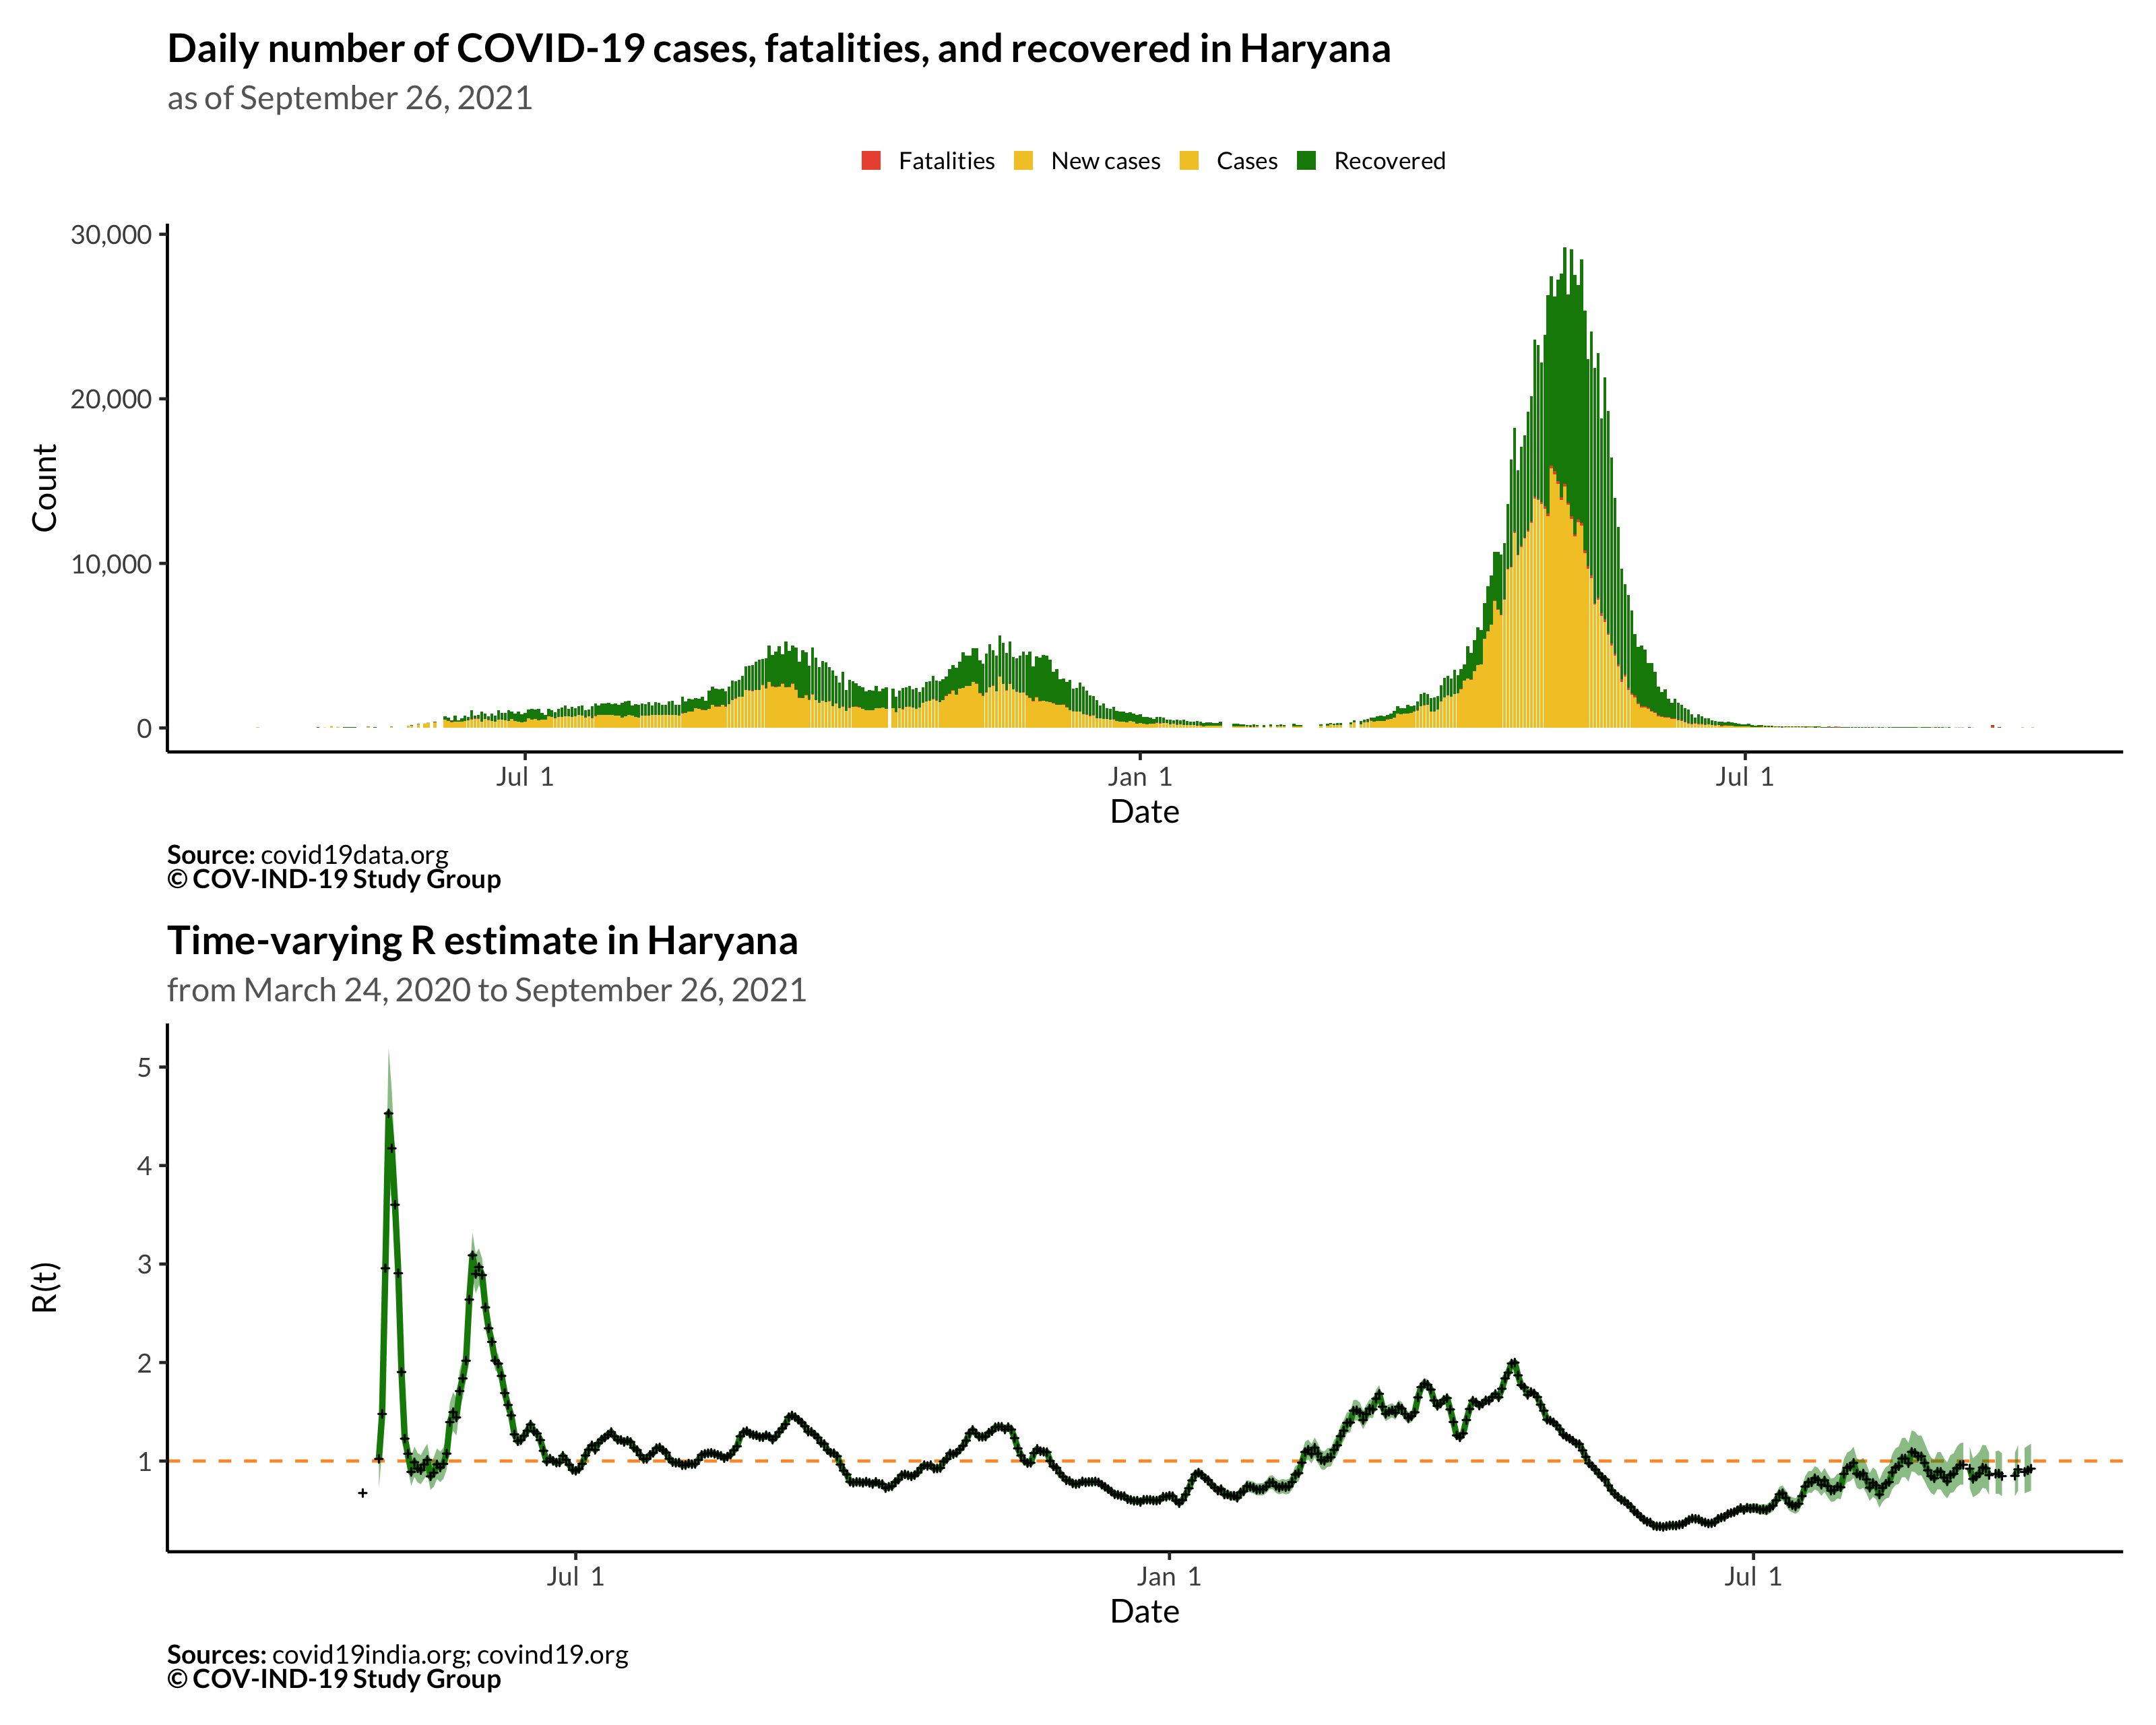 Daily number of COVID-19 cases, fatalities, and recovered in Haryana
as of September 26, 2021
Fatalities New cases Cases Recovered
30,000
20,000
10,000
0
Count
Jul 1 Jan 1 Jul 1
Date
Source: covid19data.org
© COV-IND-19 Study Group
Time-varying R estimate in Haryana
from March 24, 2020 to September 26, 2021
5
4
3
2
1
R(t)
Jul 1 Jan 1 Jul 1
Date
Sources: covid19india.org; covind19.org
© COV-IND-19 Study Group